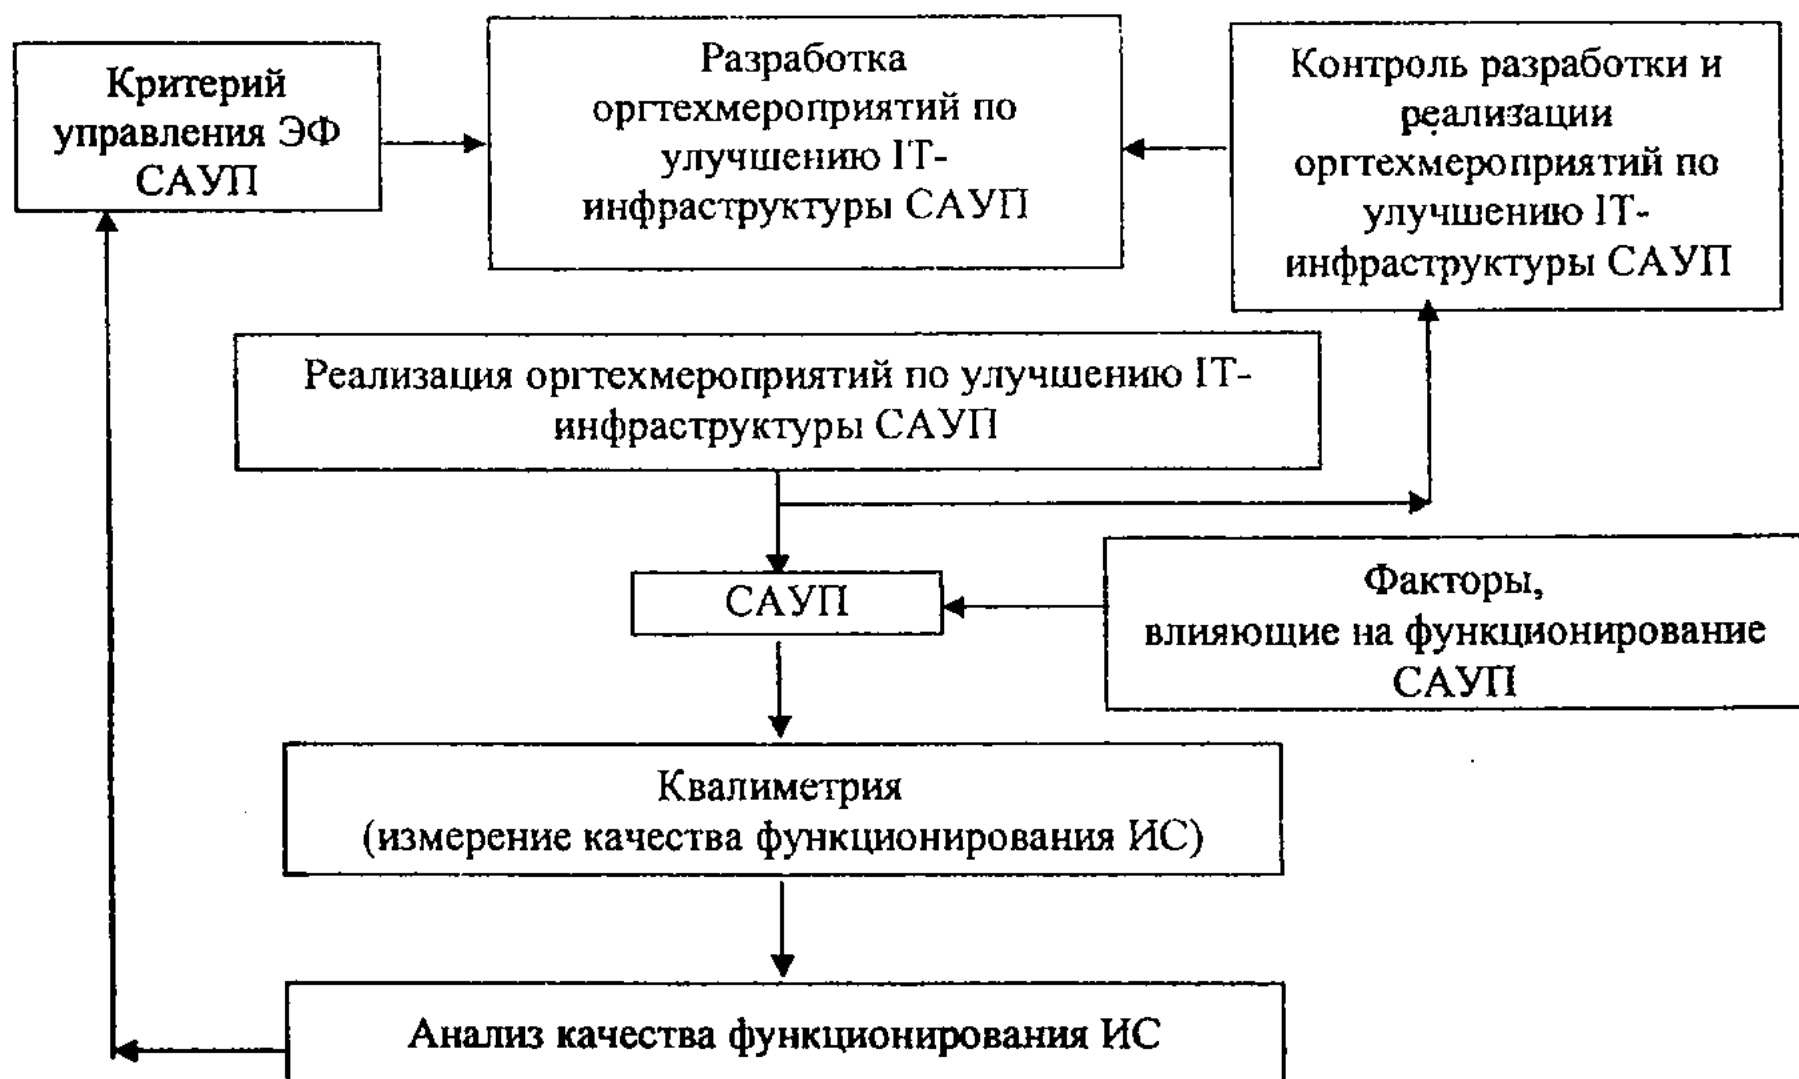 Критерий
управления ЭФ
САУП
Разработка
оргтехмероприятий по
улучшению IT-
инфраструктуры САУП
Контроль разработки и
реализации
оргтехмероприятий по
улучшению IT-
инфраструктуры САУП
Реализация оргтехмероприятий по улучшению IT-
инфраструктуры САУП
САУП
Факторы,
влияющие на функционирование
САУП
Квалиметрия
(измерение качества функционирования ИС)
Анализ качества функционирования ИС